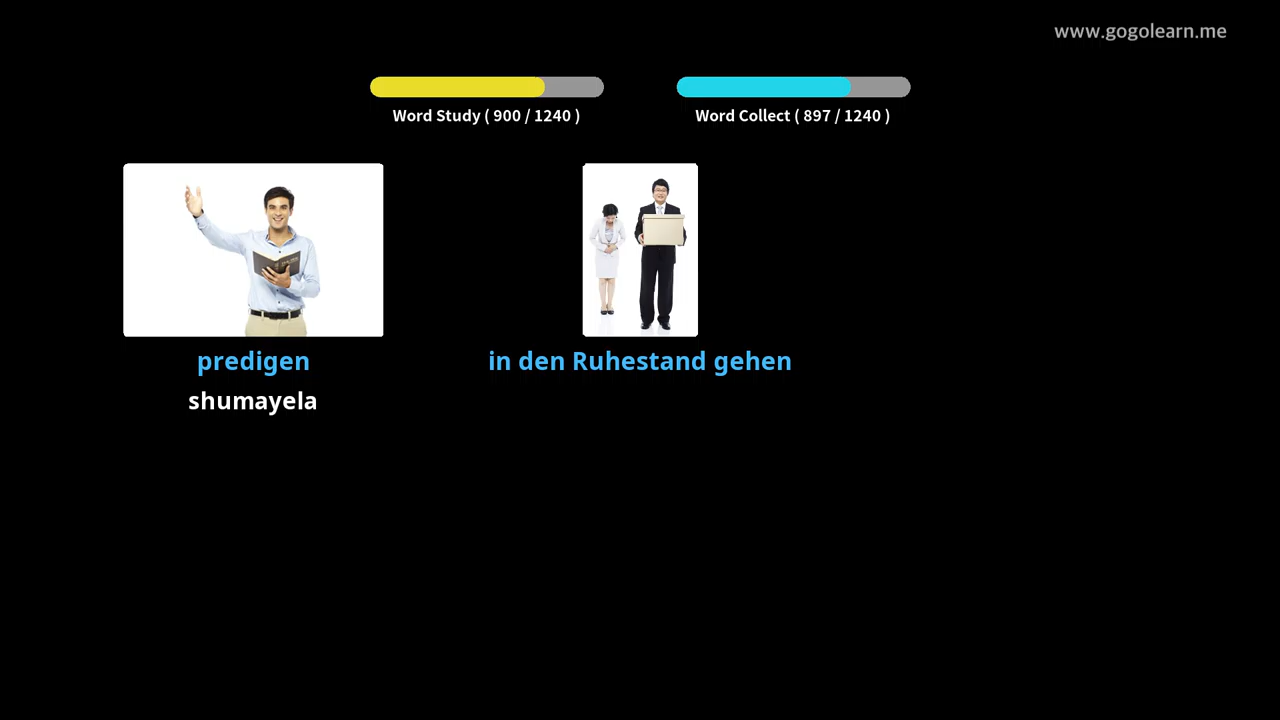 www.gogolearn.me
Word Study ( 900 / 1240 )
Word Collect ( 897 / 1240 )
predigen
in den Ruhestand gehen
shumayela